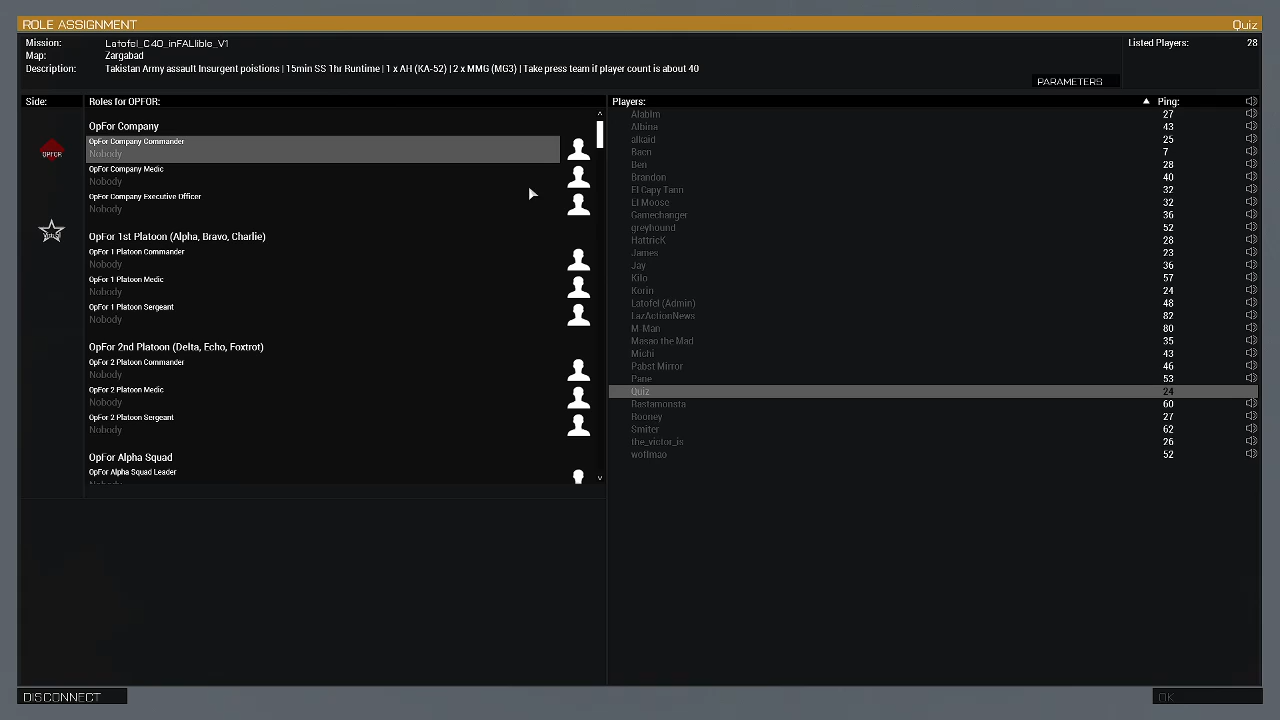 ROLE ASSIGNMENT Quiz
Mission: Latofel_C40_inFALlible_V1 Listed Players: 28
Map: Zargabad
Description: Takistan Army assault Insurgent poistions | 15min SS 1hr Runtime | 1 x AH (KA-52) | 2 x MMG (MG3) | Take press team if player count is about 40
PARAMETERS
Side: Roles for OPFOR:
OPFOR
OpFor Company
OpFor Company Commander
Nobody
OpFor Company Medic
Nobody
OpFor Company Executive Officer
Nobody
OpFor 1st Platoon (Alpha, Bravo, Charlie)
OpFor 1 Platoon Commander
Nobody
OpFor 1 Platoon Medic
Nobody
OpFor 1 Platoon Sergeant
Nobody
OpFor 2nd Platoon (Delta, Echo, Foxtrot)
OpFor 2 Platoon Commander
Nobody
OpFor 2 Platoon Medic
Nobody
OpFor 2 Platoon Sergeant
Nobody
OpFor Alpha Squad
OpFor Alpha Squad Leader
Nobody
Players: Ping:
27
Albina 43
alkaid 25
Baen 7
Ben 28
Brandon 40
El Capy Tann 32
32
Gamechanger 36
greyhound 52
HattricK 28
James 23
Jay 36
Kilo 57
Korin 24
Latofel (Admin) 48
LazActionNews 82
M-Man 80
Masao the Mad 35
Michi 43
Pabst Mirror 46
Pane 53
Quiz 24
Rastamonsta 60
Rooney 27
Smiter 62
the_victor_is 26
52
DISCONNECT OK